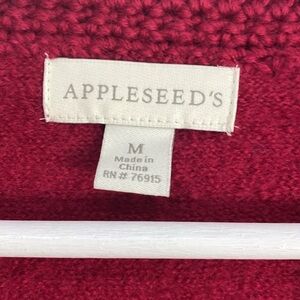 APPLESEED'S
M
Made in
China
RN# 76915